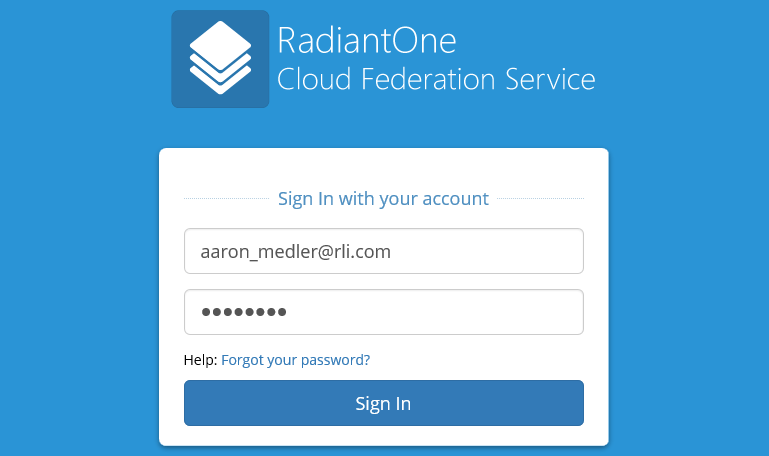 RadiantOne
Cloud Federation Service
Sign In with your account
aaron_medler@rli.com
●●●●●●●●
Help: Forgot your password?
Sign In